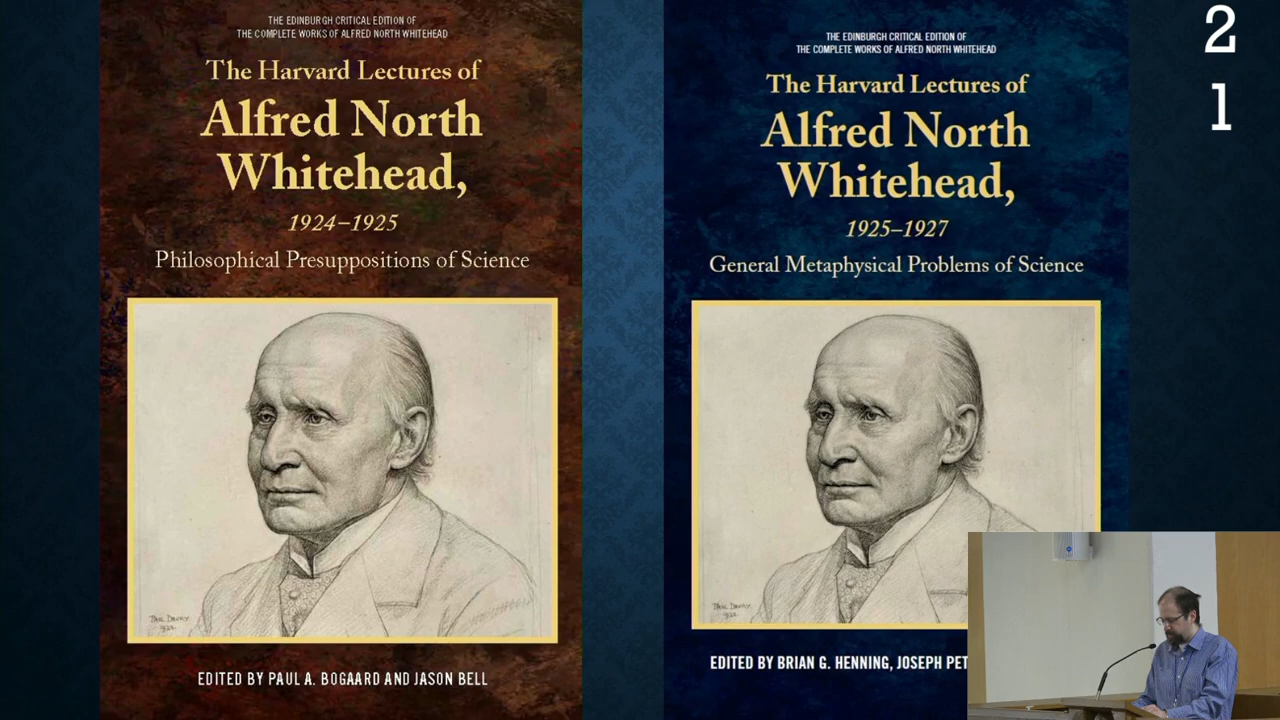 THE EDINBURGH CRITICAL EDITION OF
THE COMPLETE WORKS OF ALFRED NORTH WHITEHEAD
The Harvard Lectures of
Alfred North
Whitehead,
1924–1925
Philosophical Presuppositions of Science
PAUL DRURY
1922
EDITED BY PAUL A. BOGAARD AND JASON BELL
THE EDINBURGH CRITICAL EDITION OF
THE COMPLETE WORKS OF ALFRED NORTH WHITEHEAD
The Harvard Lectures of
Alfred North
Whitehead,
1925–1927
General Metaphysical Problems of Science
EDITED BY BRIAN G. HENNING, JOSEPH PET
2
1